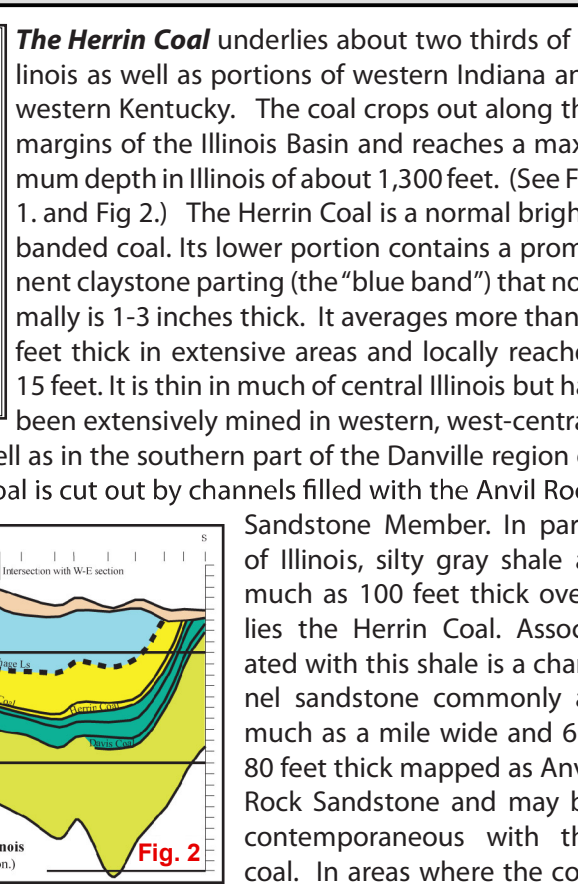 The Herrin Coal underlies about two thirds of
linois as well as portions of western Indiana an
western Kentucky. The coal crops out along th
margins of the Illinois Basin and reaches a max
mum depth in Illinois of about 1,300 feet. (See F
1. and Fig 2.) The Herrin Coal is a normal brigh
banded coal. Its lower portion contains a prom
nent claystone parting (the “blue band”) that no
mally is 1-3 inches thick. It averages more than
feet thick in extensive areas and locally reache
15 feet. It is thin in much of central Illinois but ha
been extensively mined in western, west-centra
ell as in the southern part of the Danville region
oal is cut out by channels filled with the Anvil Roc
Sandstone Member. In par
of Illinois, silty gray shale a
much as 100 feet thick ove
lies the Herrin Coal. Assoc
ated with this shale is a chan
nel sandstone commonly a
much as a mile wide and 6
80 feet thick mapped as Anv
Rock Sandstone and may b
contemporaneous with th
coal. In areas where the co
S
Intersection with W-E section
age Ls
oal
Herrin Coal
Davis Coal
nois
on.)
Fig. 2